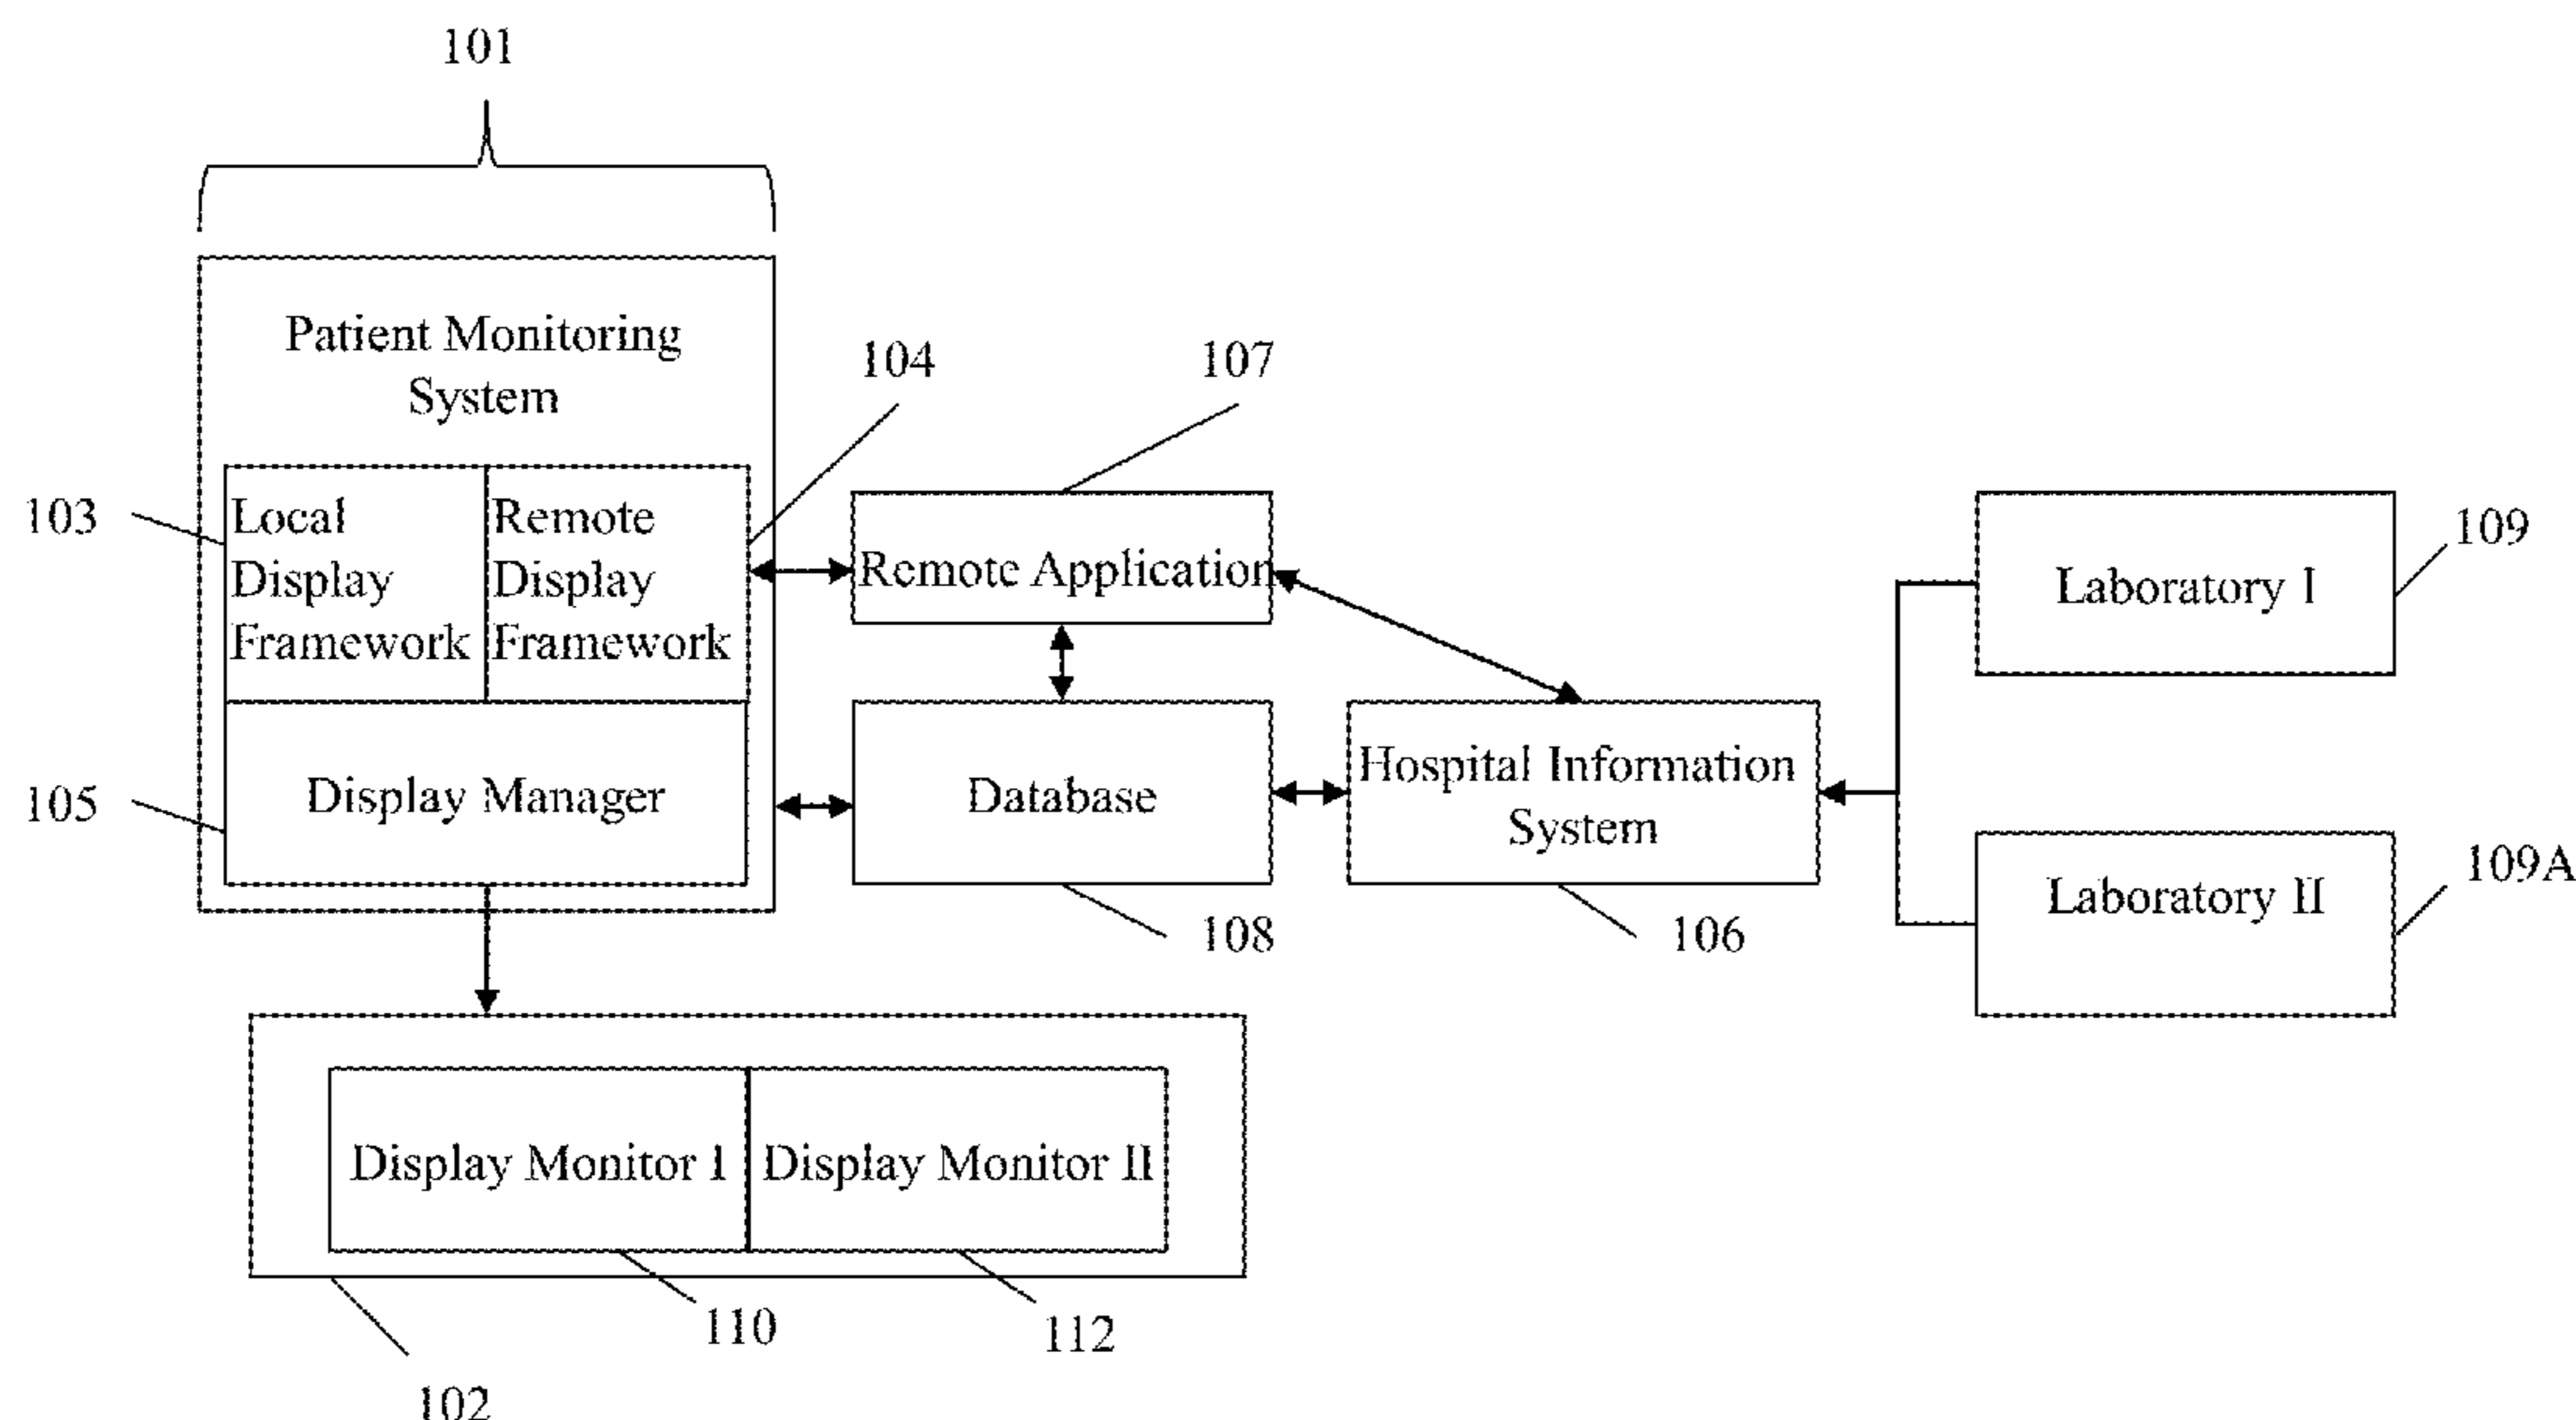 101
Patient Monitoring
System
104
107
103
Local
Display
Framework
Remote
Display
Framework
Remote Application
Laboratory I
109
105
Display Manager
Database
Hospital Information
System
Laboratory II
109A
108
106
Display Monitor I
Display Monitor II
110
112
102